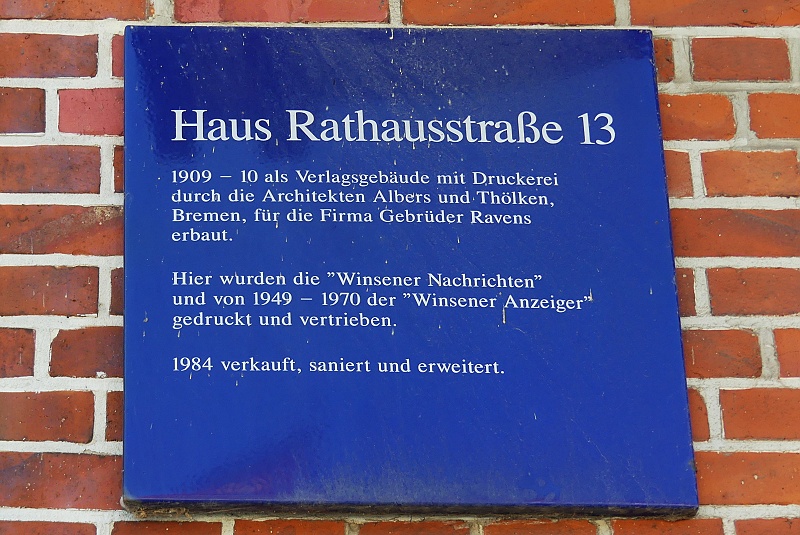 Haus Rathausstraße 13
1909 – 10 als Verlagsgebäude mit Druckerei
durch die Architekten Albers und Thölken,
Bremen, für die Firma Gebrüder Ravens
erbaut.
Hier wurden die ”Winsener Nachrichten”
und von 1949 – 1970 der ”Winsener Anzeiger”
gedruckt und vertrieben.
1984 verkauft, saniert und erweitert.